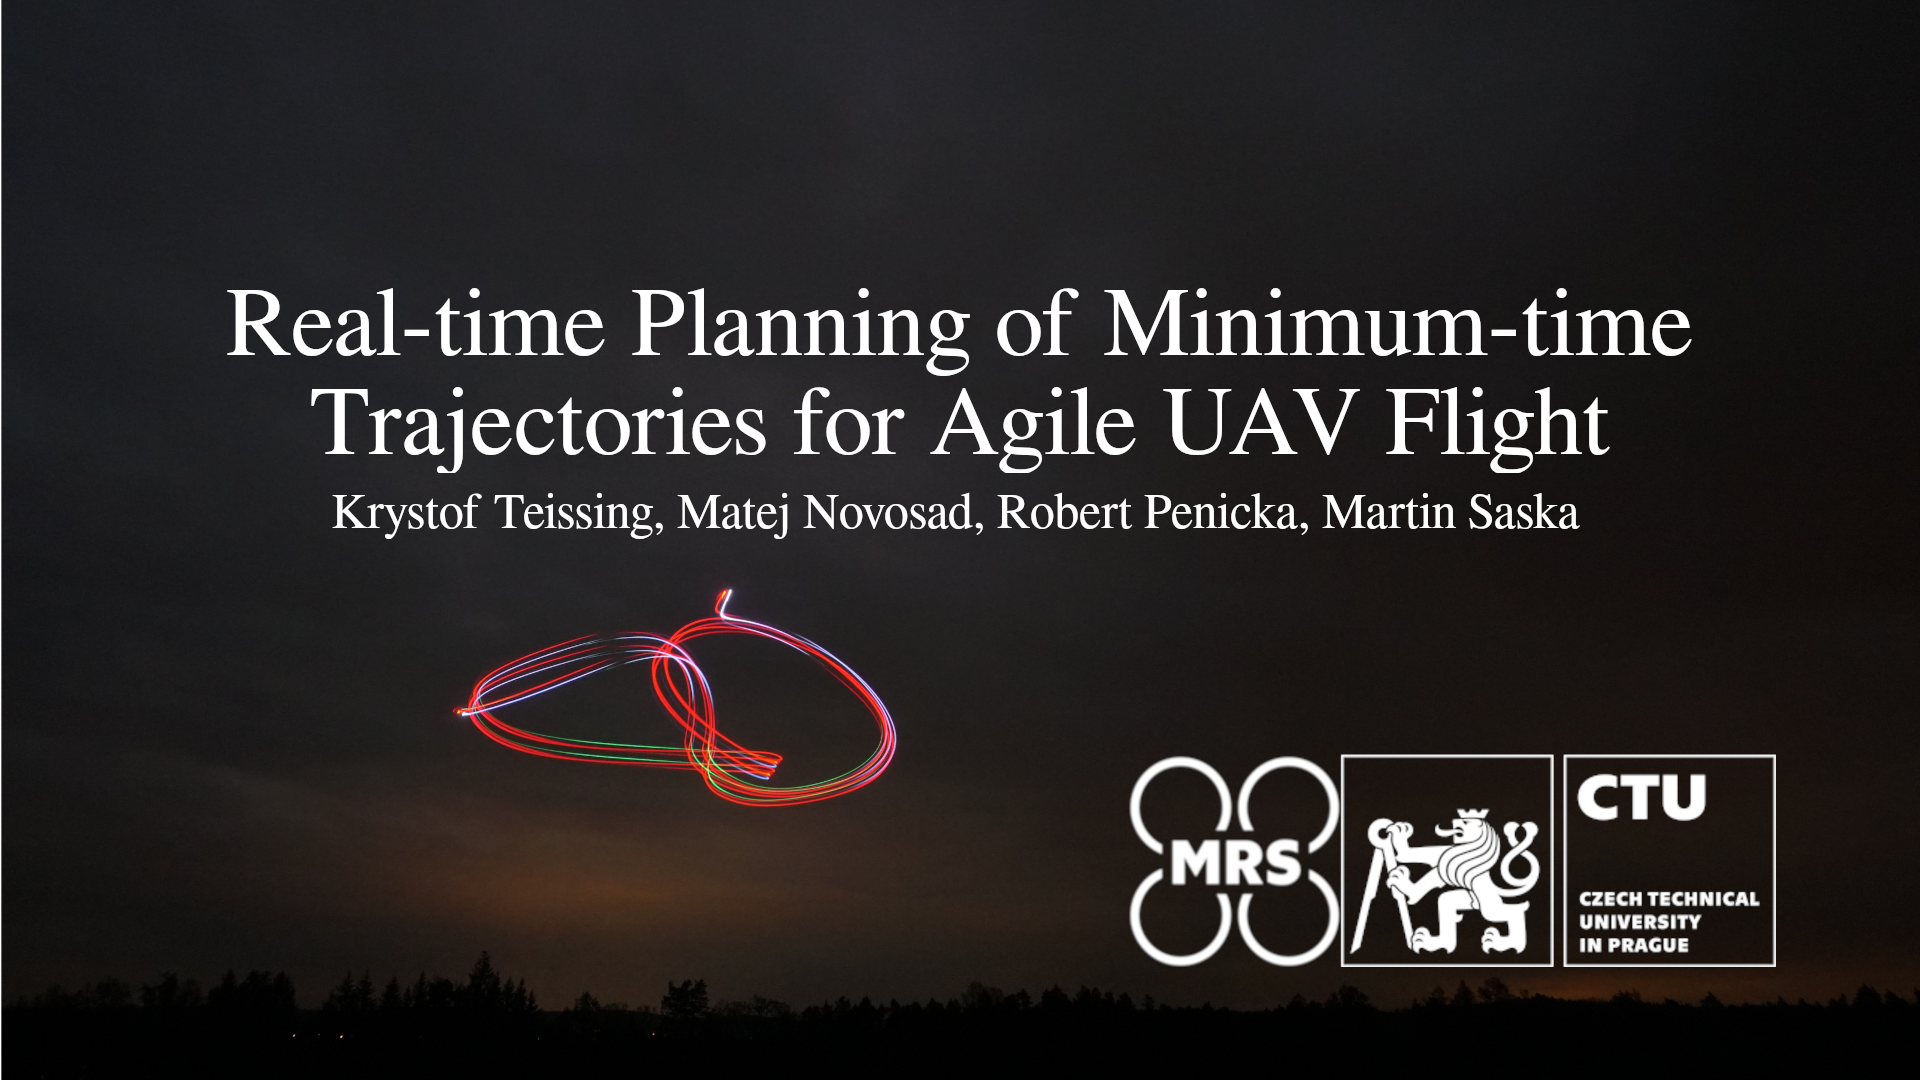 Real-time Planning of Minimum-time
Trajectories for Agile UAV Flight
Krystof Teissing, Matej Novosad, Robert Penicka, Martin Saska
MRS
CTU
CZECH TECHNICAL
UNIVERSITY
IN PRAGUE